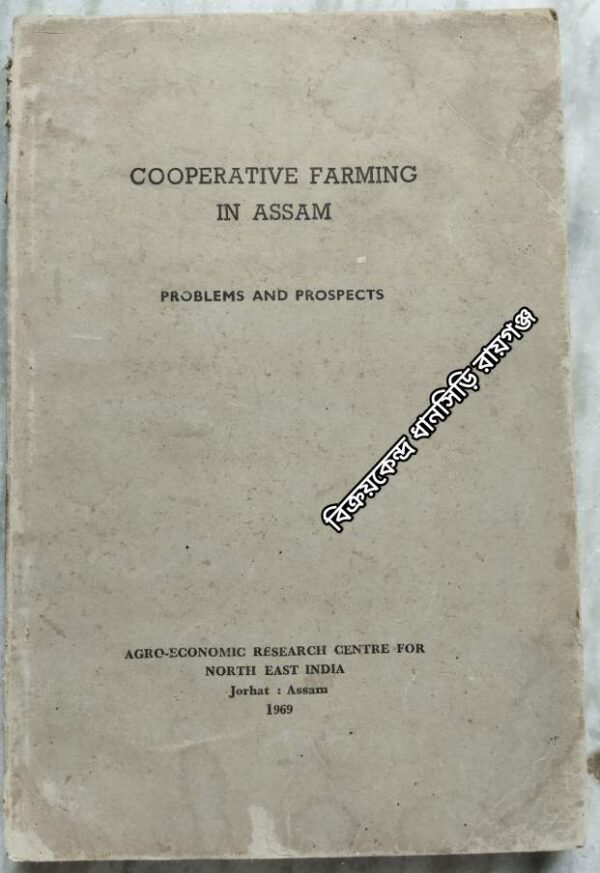 COOPERATIVE FARMING
IN ASSAM
PROBLEMS AND PROSPECTS
বিক্রয়কেন্দ্র ধানসিড়ি রায়গঞ্জ
AGRO-ECONOMIC RESEARCH CENTRE FOR
NORTH EAST INDIA
Jorhat : Assam
1969